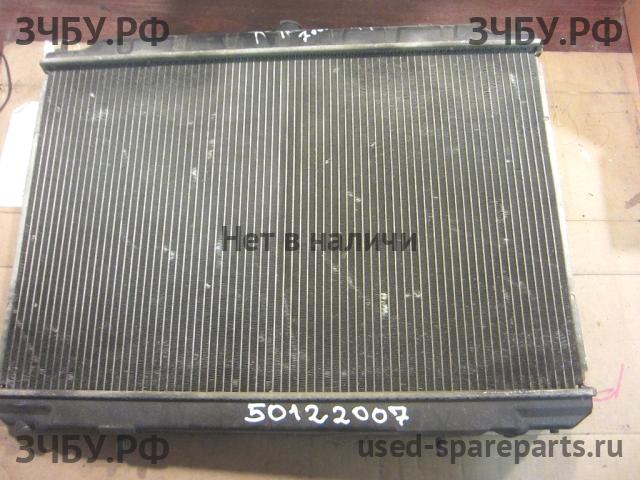 ЗЧБУ.РФ
ЗЧБУ.РФ
Нет в наличи
50122007
ЗЧБУ.РФ
used-spareparts.ru